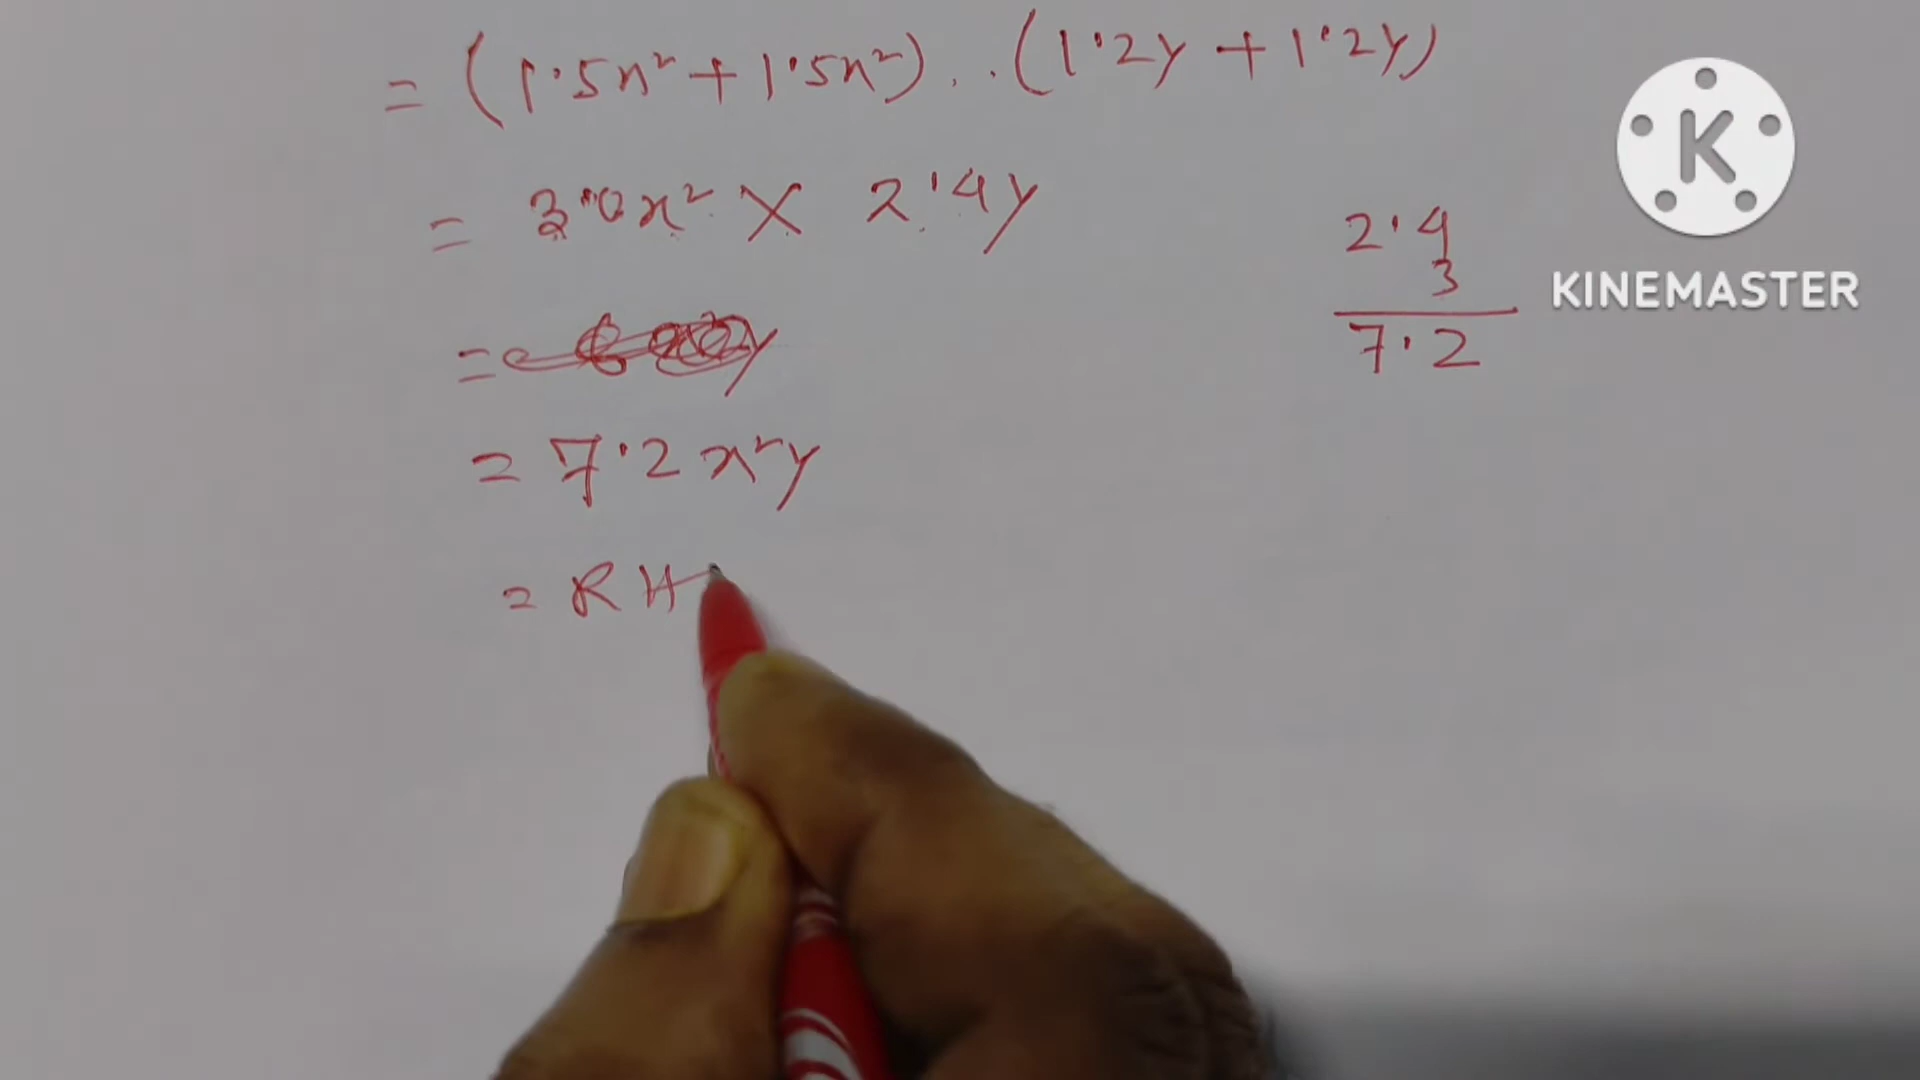 = (1.5x² + 1.5x²) . . (1.2y + 1.2y)
= 3.0x² × 2.4y
2.4
3
7.2
KINEMASTER
=
= 7.2x²y
= RH